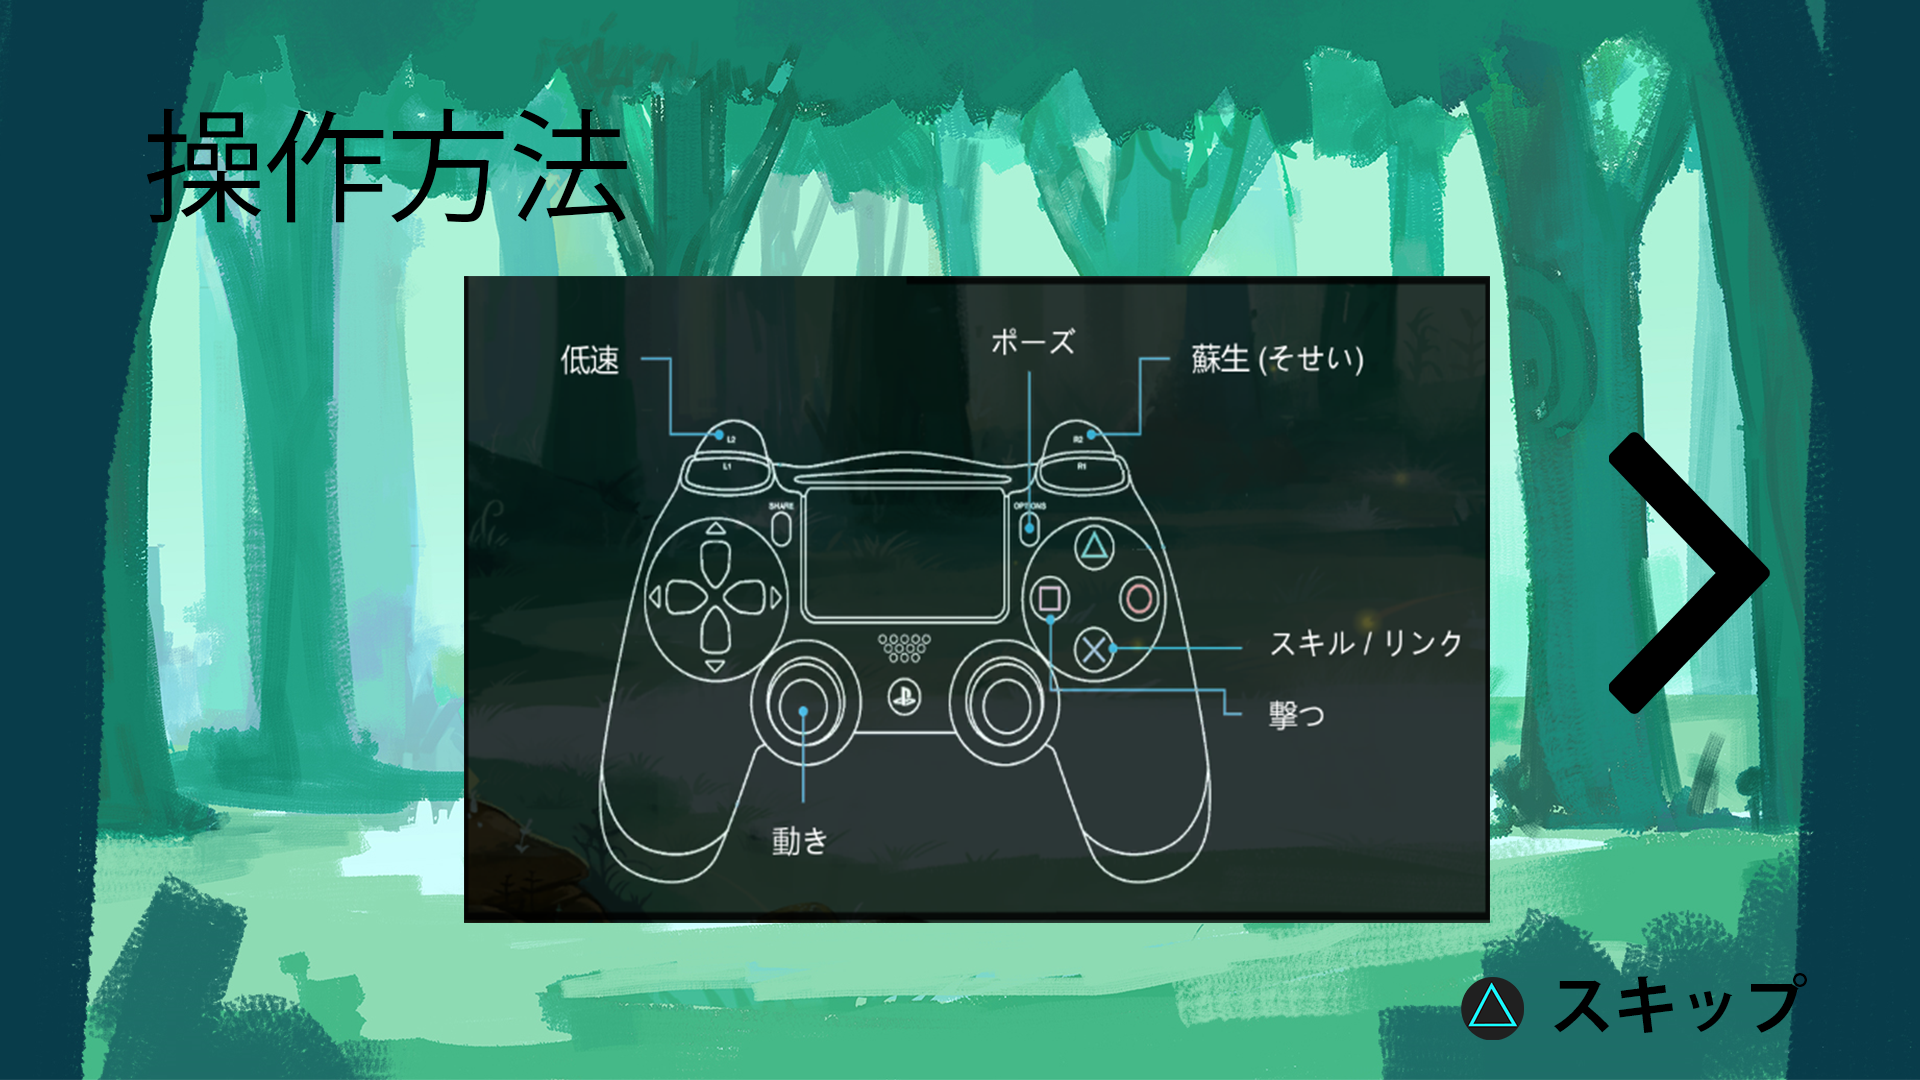 操作方法
低速
ポーズ
蘇生 (そせい)
L2
R2
L1
R1
SHARE
OPTIONS
スキル / リンク
撃つ
動き
スキップ